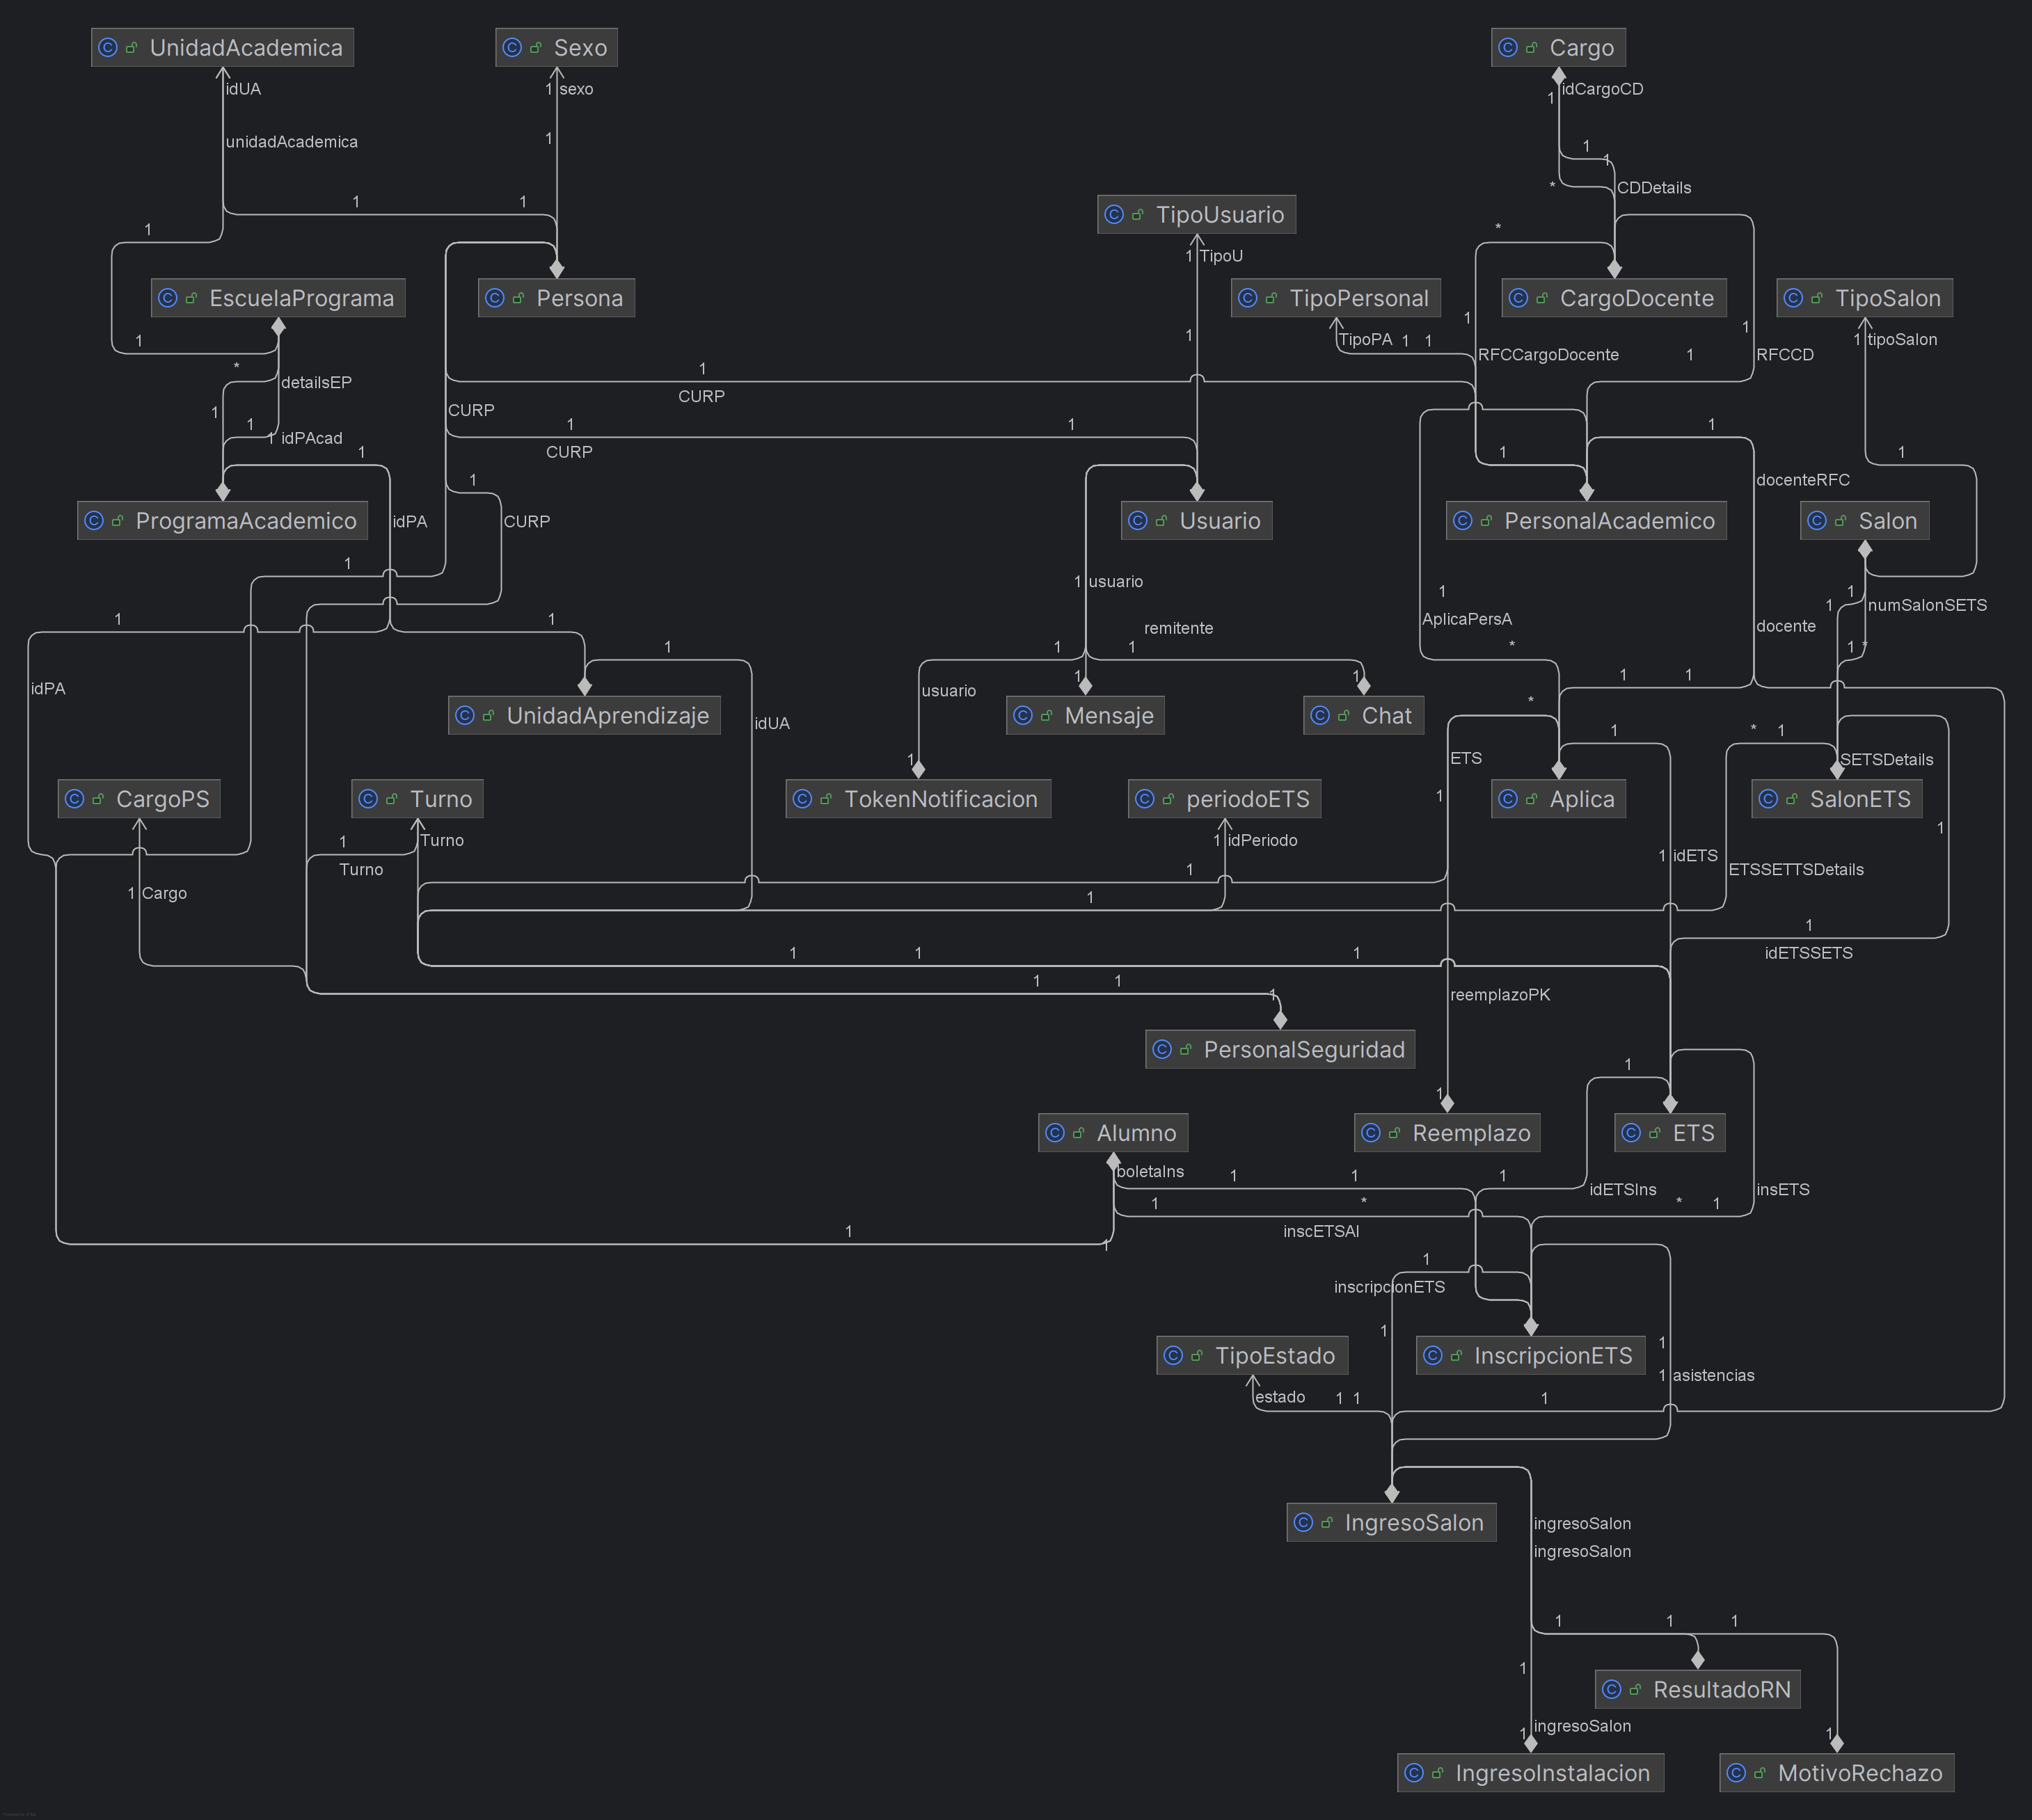 UnidadAcademica
Sexo
Cargo
idUA
1 sexo
idCargoCD
1
unidadAcademica
1
1
1
* CDDetails
1 1
TipoUsuario
1
*
1 TipoU
EscuelaPrograma
Persona
TipoPersonal
CargoDocente
TipoSalon
1
1
1
1
TipoPA 1 1
1 tipoSalon
RFCCargoDocente
1
RFCCD
* detailsEP
1
CURP
1
CURP
1
1 idPAcad
1
1
CURP
1
1
1
1
1
docenteRFC
1
CURP
ProgramaAcademico
idPA
Usuario
PersonalAcademico
Salon
1
1 usuario
1
1
1 numSalonSETS
1
1
AplicaPersA
remitente
docente
1
1
1
*
1 *
idPA
usuario
1
1
1
1
UnidadAprendizaje
Mensaje
Chat
*
idUA
1
* 1
ETS
SETSDetails
1
CargoPS
Turno
TokenNotificacion
periodoETS
1
Aplica
SalonETS
1
1
Turno
1 idPeriodo
1 idETS
Turno
1
ETSSETTSDetails
1 Cargo
1
1
idETSSETS
1 1
1
1 1
1
reemplazoPK
PersonalSeguridad
1
1
Alumno
Reemplazo
ETS
boletaIns
1
1
1
idETSIns
insETS
1
*
* 1
inscETSAl
1
1
1
inscripcionETS
1
1
TipoEstado
InscripcionETS
1 asistencias
estado
1 1
1
IngresoSalon
ingresoSalon
ingresoSalon
1
1
1
1
ResultadoRN
1
ingresoSalon
1
IngresoInstalacion
MotivoRechazo